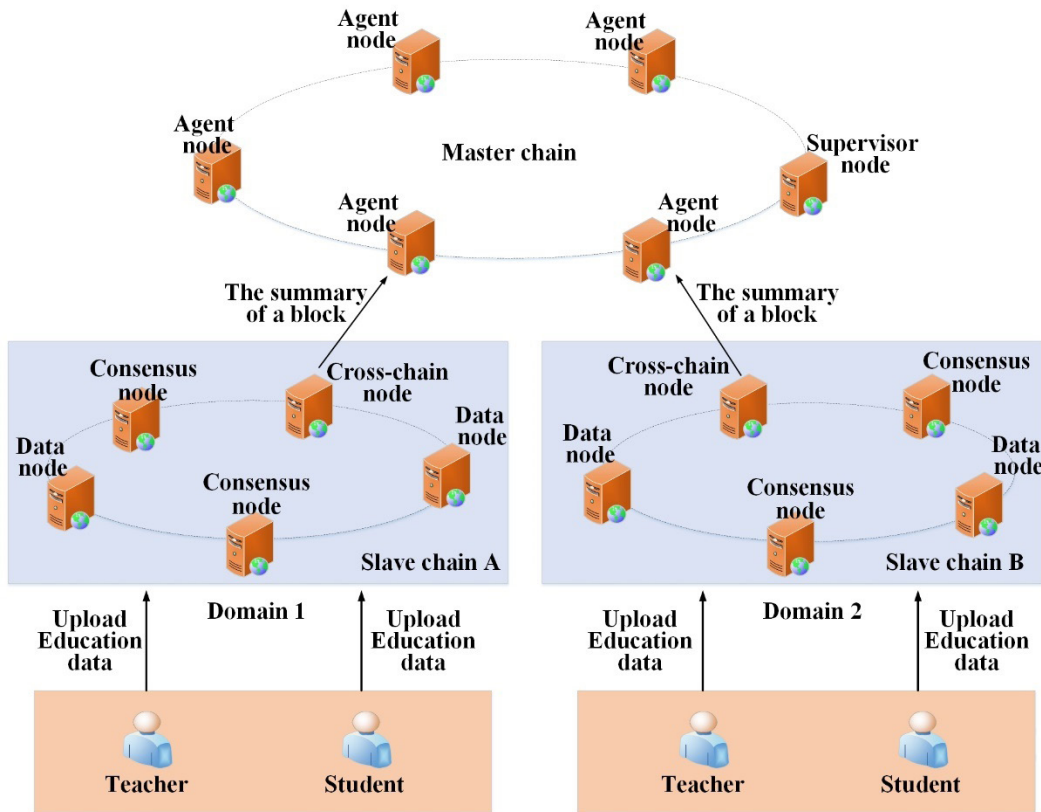 Agent
node
Agent
node
Agent
node
Master chain
Supervisor
node
Agent
node
Agent
node
The summary
of a block
The summary
of a block
Consensus
node
Cross-chain
node
Data
node
Data
node
Consensus
node
Slave chain A
Cross-chain
node
Consensus
node
Data
node
Data
node
Consensus
node
Slave chain B
Upload
Education
data
Domain 1
Upload
Education
data
Upload
Education
data
Domain 2
Upload
Education
data
Teacher
Student
Teacher
Student